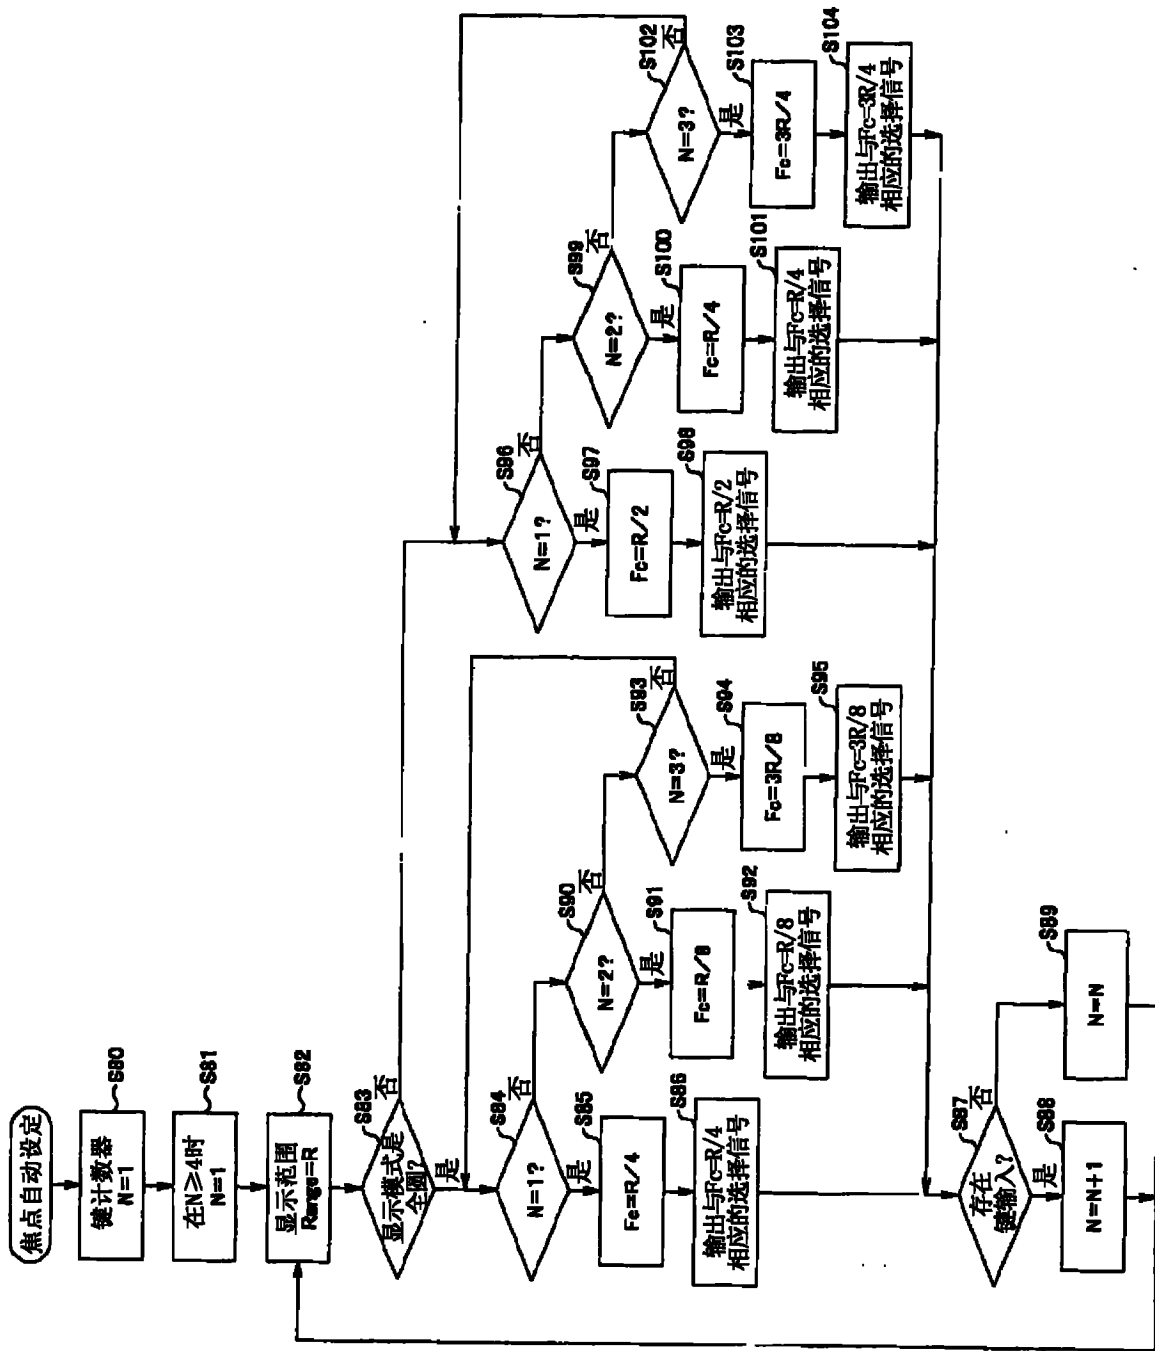 焦点自动设定
S80
键计数器
N=1
S81
在N≥4时
N=1
S82
显示范围
Range=R
S83
显示模式是
全圆?
否
是
S84
N=1?
否
是
S85
Fc=R/4
S86
输出与Fc=R/4
相应的选择信号
S90
N=2?
否
是
S91
Fc=R/8
S92
输出与Fc=R/8
相应的选择信号
S93
N=3?
否
是
S94
Fc=3R/8
S95
输出与Fc=3R/8
相应的选择信号
S96
N=1?
否
是
S97
Fc=R/2
S98
输出与Fc=R/2
相应的选择信号
S99
N=2?
否
是
S100
Fc=R/4
S101
输出与Fc=R/4
相应的选择信号
S102
N=3?
否
是
S103
Fc=3R/4
S104
输出与Fc=3R/4
相应的选择信号
S87
存在
键输入?
否
是
S88
N=N+1
S89
N=N